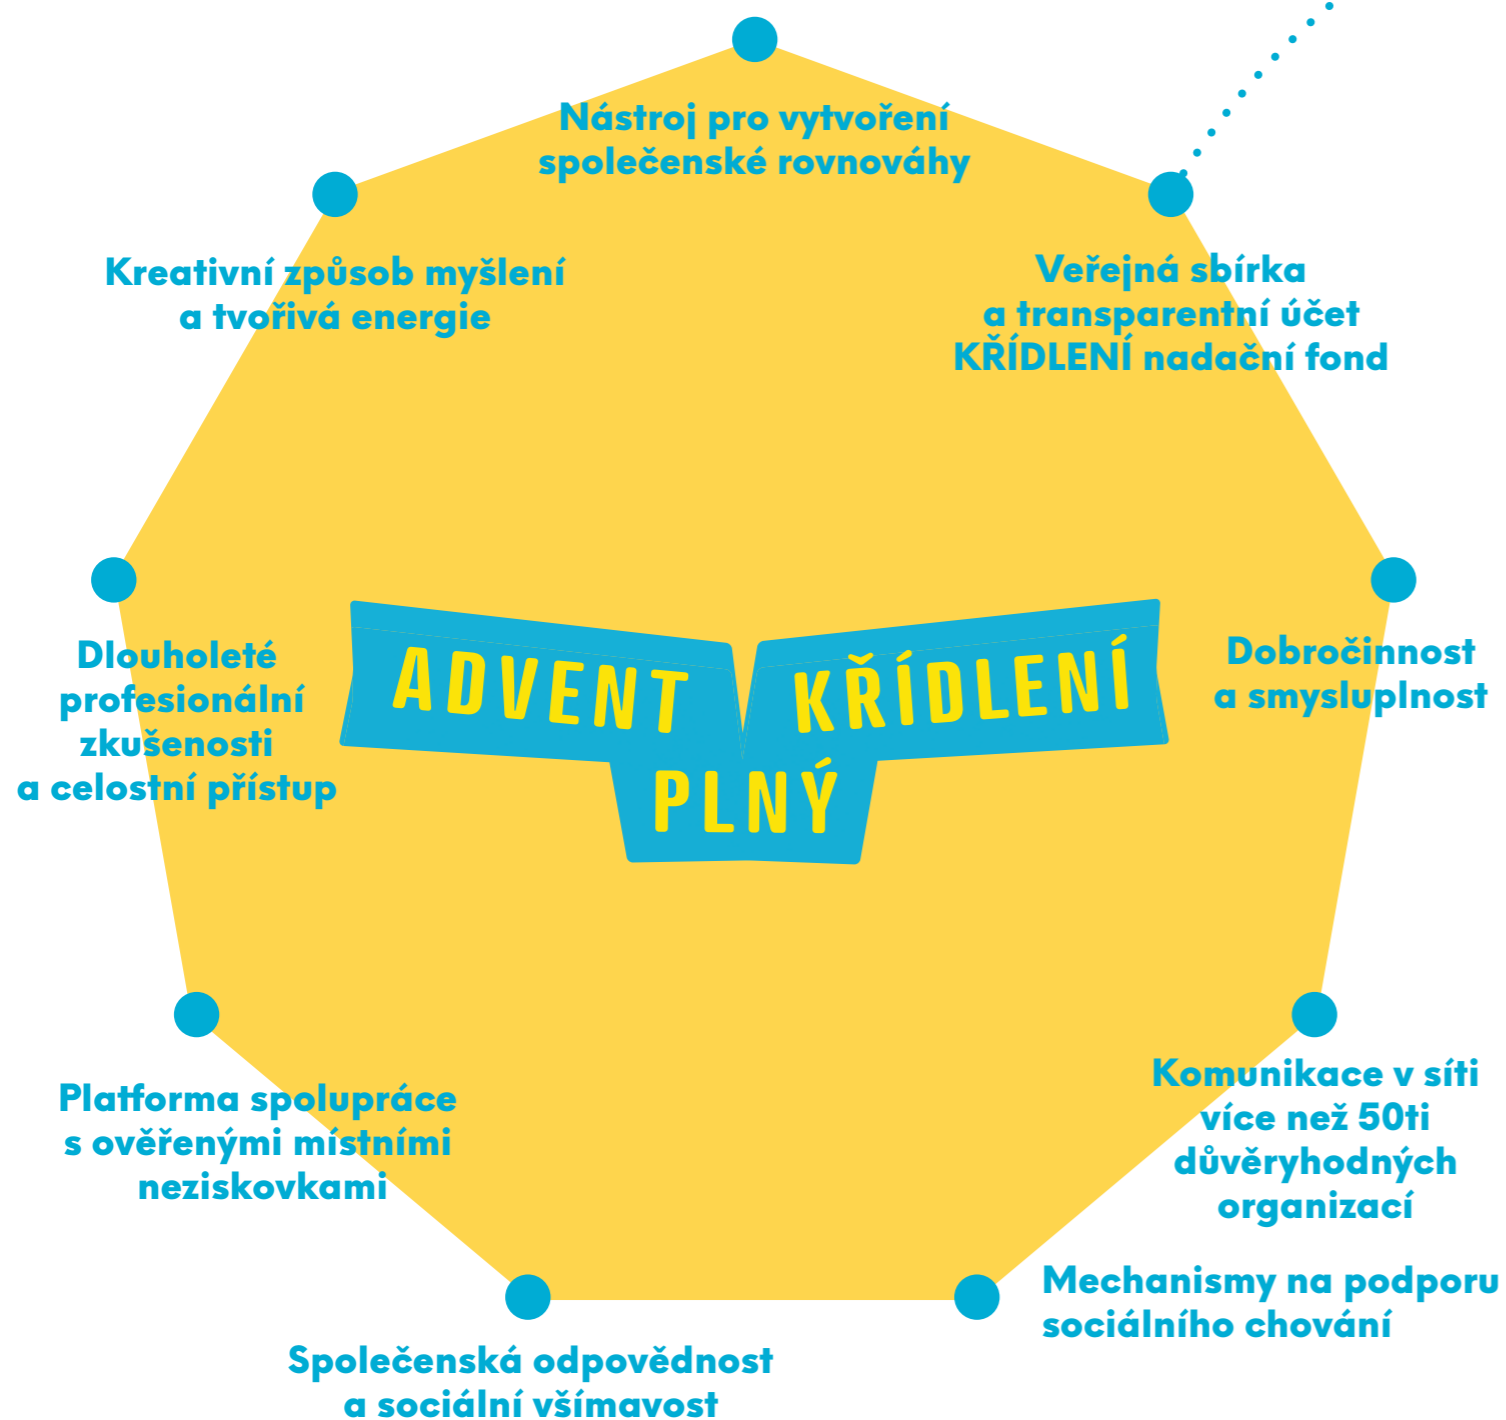 Nástroj pro vytvoření
společenské rovnováhy
Kreativní způsob myšlení
a tvořivá energie
Veřejná sbírka
a transparentní účet
KŘÍDLENÍ nadační fond
Dlouholeté
profesionální
zkušenosti
a celostní přístup
ADVENT
PLNÝ
KŘÍDLENÍ
Dobročinnost
a smysluplnost
Platforma spolupráce
s ověřenými místními
neziskovkami
Komunikace v síti
více než 50ti
důvěryhodných
organizací
Mechanismy na podporu
sociálního chování
Společenská odpovědnost
a sociální všímavost